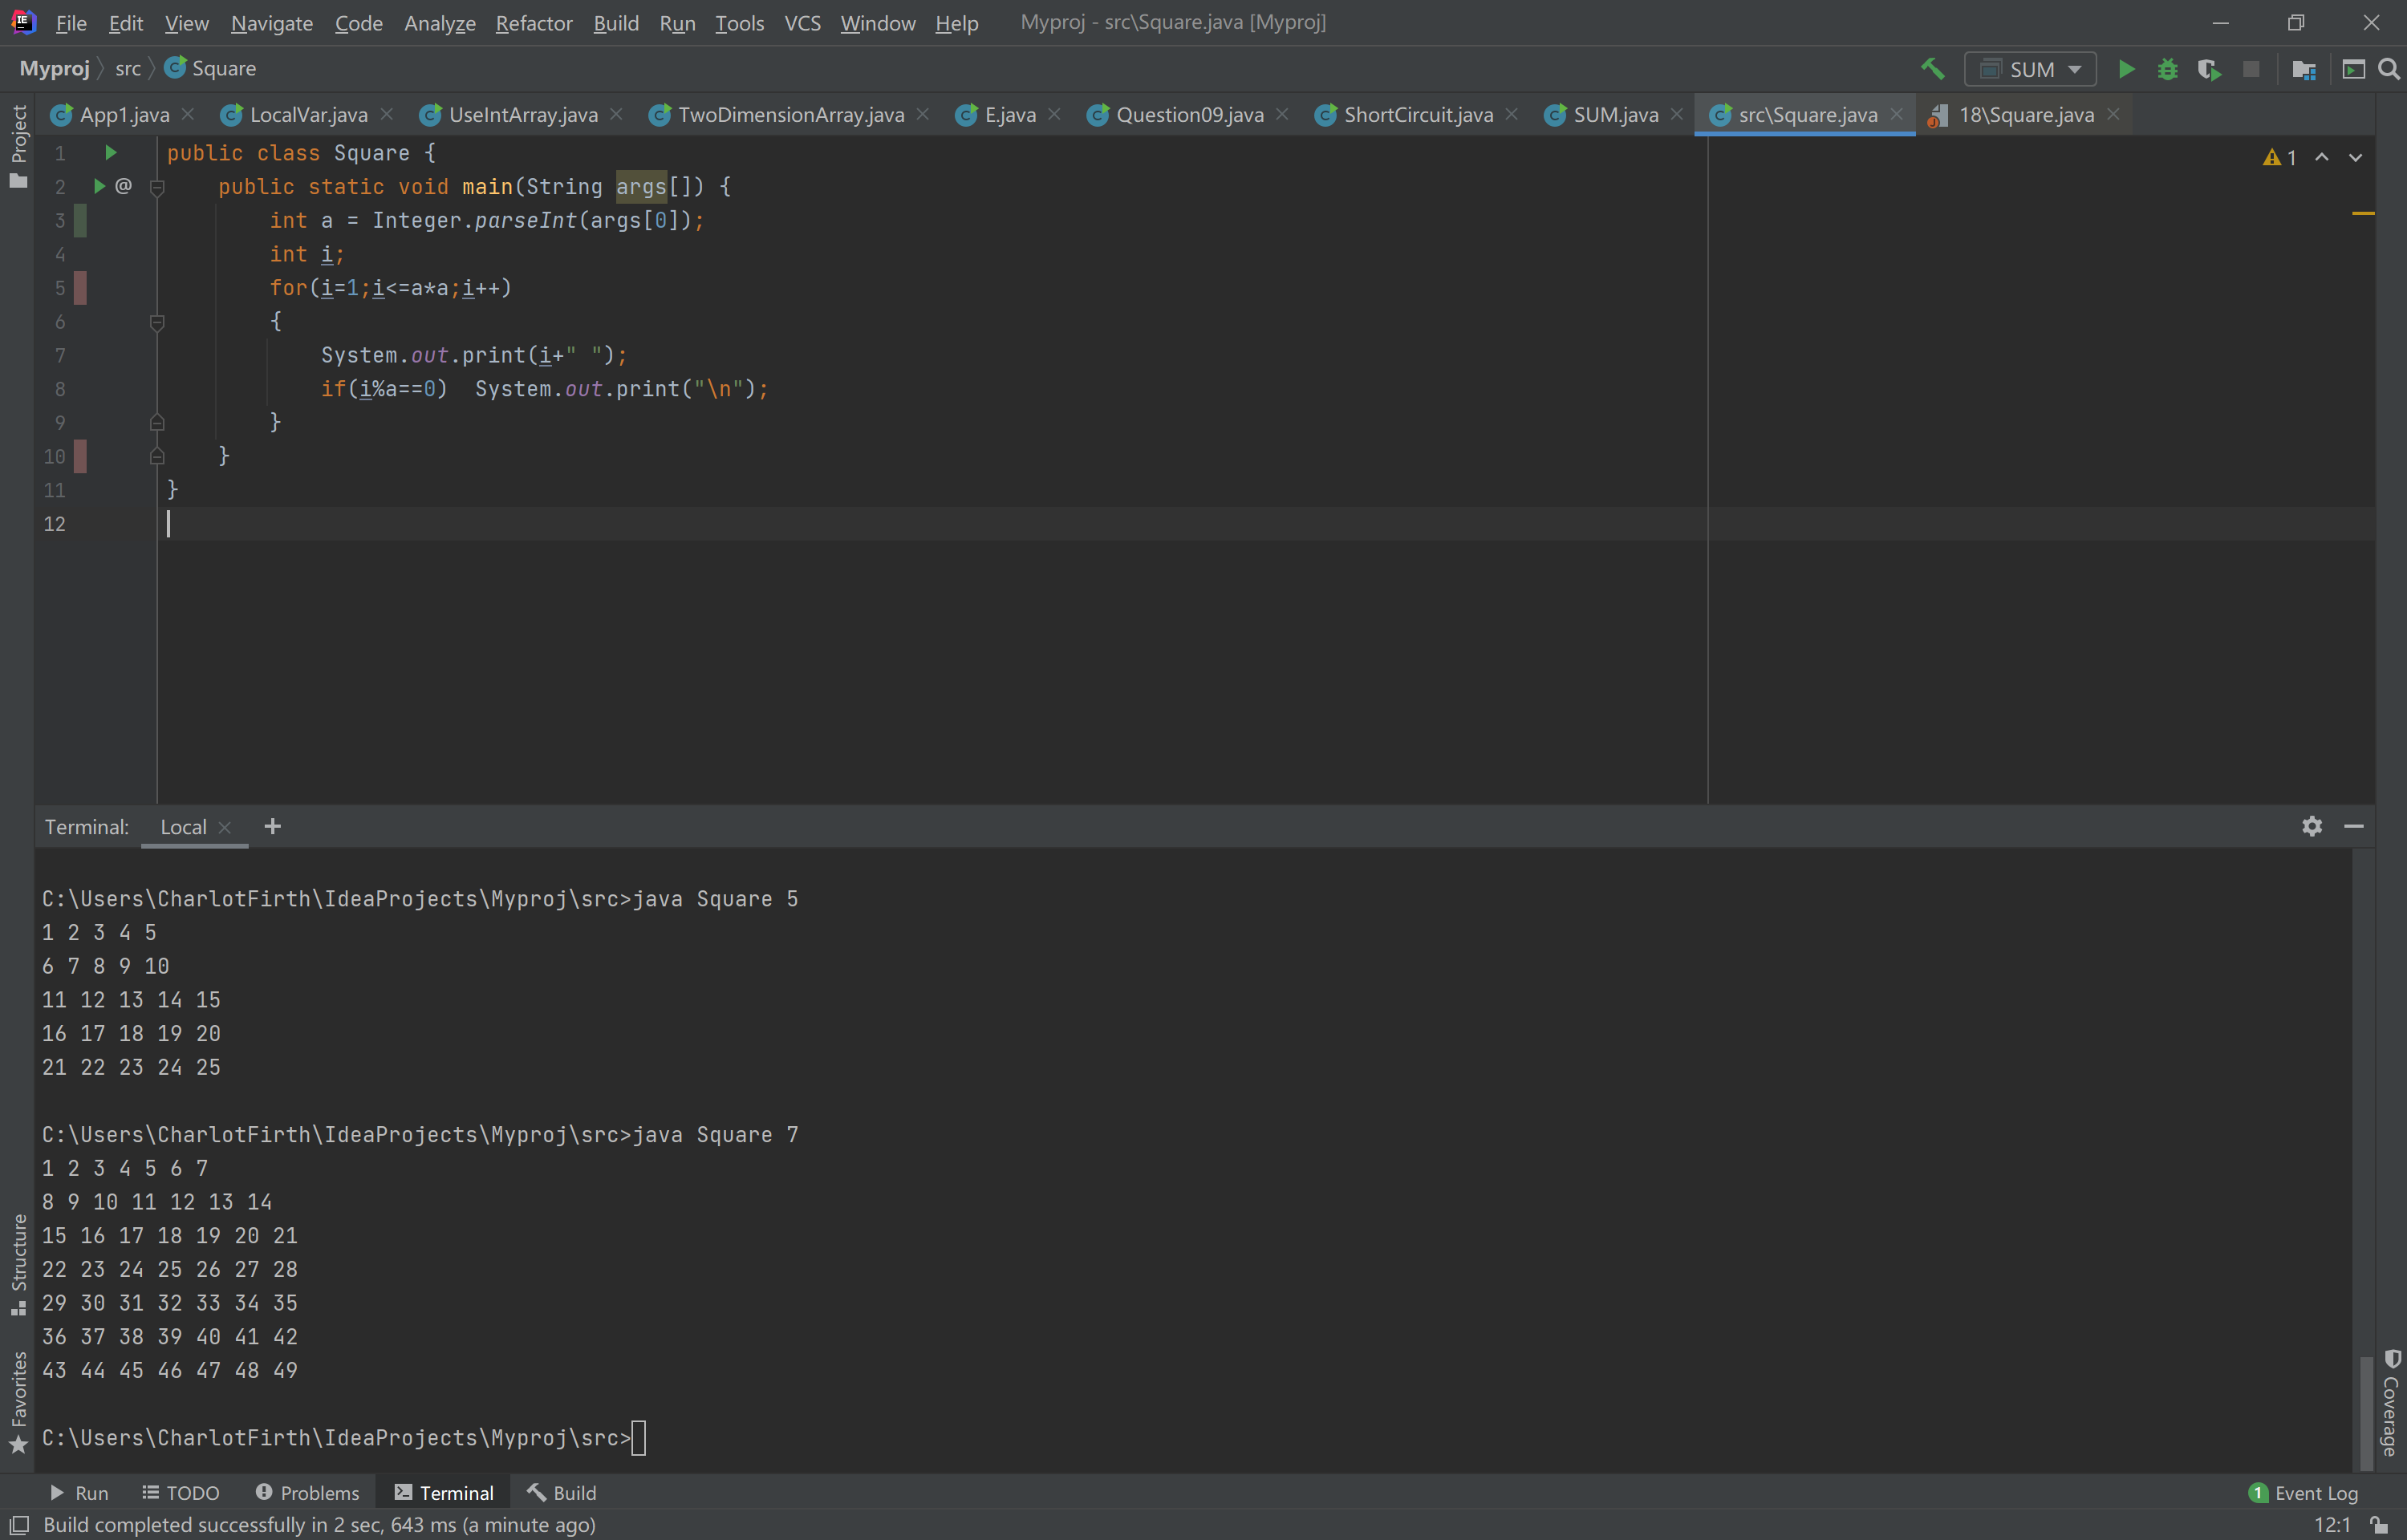 File Edit View Navigate Code Analyze Refactor Build Run Tools VCS Window Help Myproj - src\Square.java [Myproj]
Myproj src Square SUM
App1.java LocalVar.java UseIntArray.java TwoDimensionArray.java E.java Question09.java ShortCircuit.java SUM.java src\Square.java 18\Square.java
Project
1 public class Square {
2 @ public static void main(String args[]) {
3 int a = Integer.parseInt(args[0]);
4 int i;
5 for(i=1;i<=a*a;i++)
6 {
7 System.out.print(i+" ");
8 if(i%a==0)  System.out.print("\n");
9 }
10 }
11 }
12
1
Terminal: Local
C:\Users\CharlotFirth\IdeaProjects\Myproj\src>java Square 5
1 2 3 4 5
6 7 8 9 10
11 12 13 14 15
16 17 18 19 20
21 22 23 24 25
C:\Users\CharlotFirth\IdeaProjects\Myproj\src>java Square 7
1 2 3 4 5 6 7
8 9 10 11 12 13 14
15 16 17 18 19 20 21
22 23 24 25 26 27 28
29 30 31 32 33 34 35
36 37 38 39 40 41 42
43 44 45 46 47 48 49
C:\Users\CharlotFirth\IdeaProjects\Myproj\src>
Structure
Favorites
Coverage
Run TODO Problems Terminal Build 1 Event Log
Build completed successfully in 2 sec, 643 ms (a minute ago) 12:1